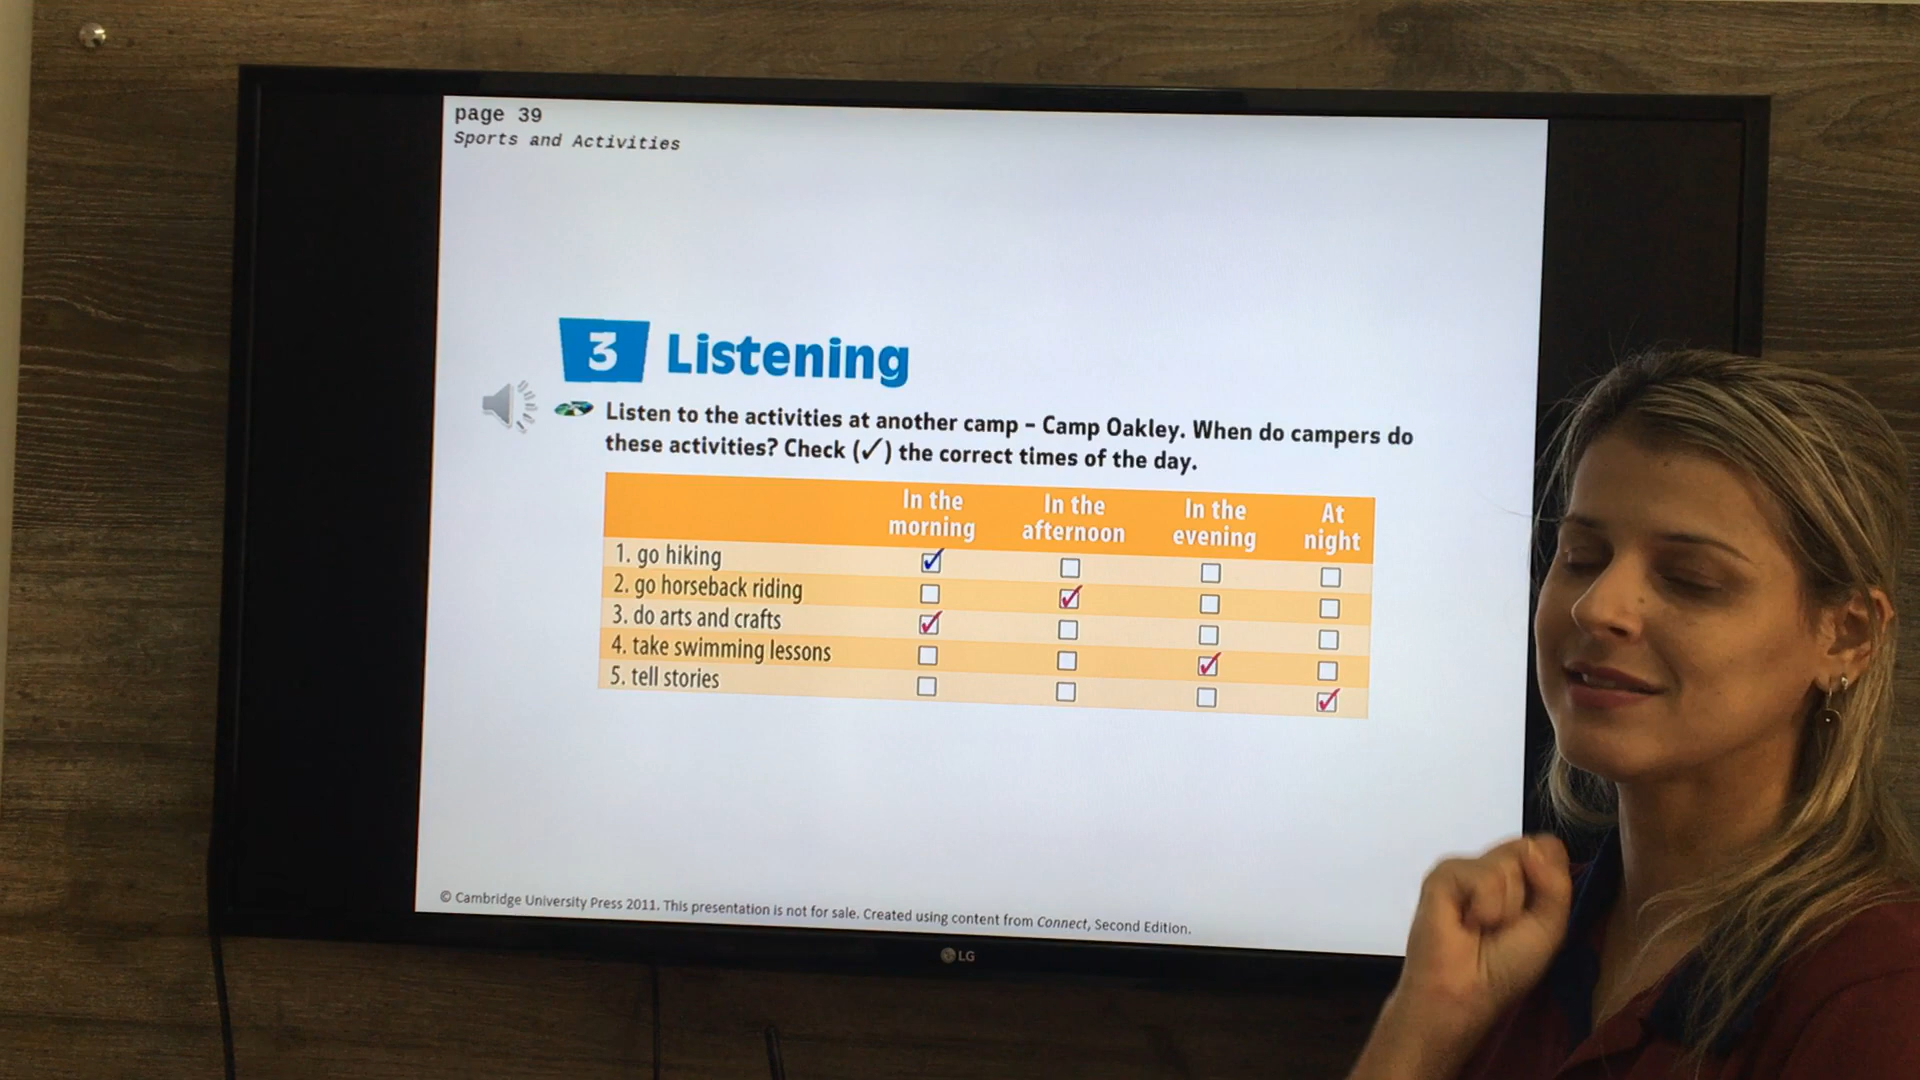 page 39
Sports and Activities
3 Listening
Listen to the activities at another camp – Camp Oakley. When do campers do
these activities? Check (✓) the correct times of the day.
In the morning In the afternoon In the evening At night
1. go hiking ✓
2. go horseback riding ✓
3. do arts and crafts ✓
4. take swimming lessons ✓
5. tell stories ✓
© Cambridge University Press 2011. This presentation is not for sale. Created using content from Connect, Second Edition.
LG